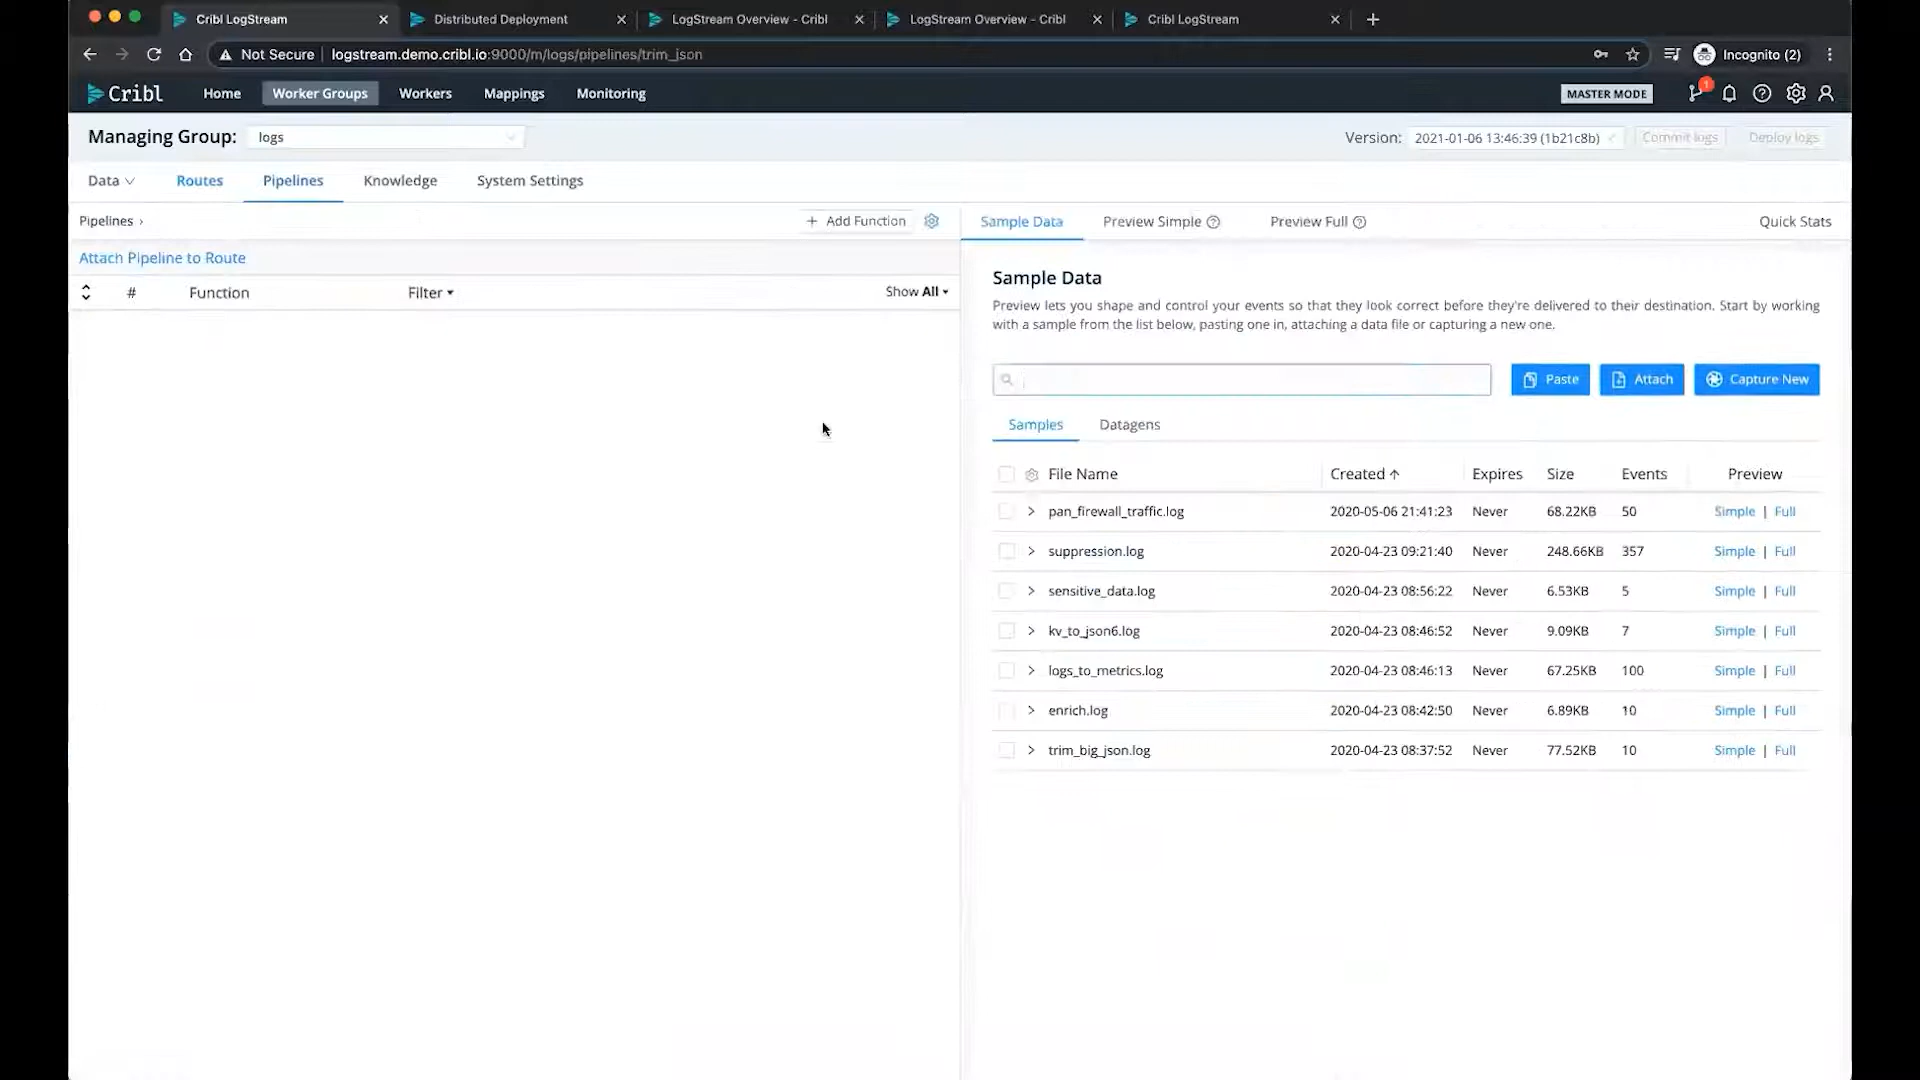 Cribl LogStream
Distributed Deployment
LogStream Overview - Cribl
LogStream Overview - Cribl
Cribl LogStream
Not Secure | logstream.demo.cribl.io:9000/m/logs/pipelines/trim_json
Incognito (2)
Cribl
Home
Worker Groups
Workers
Mappings
Monitoring
MASTER MODE
1
Managing Group:
logs
Version:
2021-01-06 13:46:39 (1b21c8b)
Commit logs
Deploy logs
Data
Routes
Pipelines
Knowledge
System Settings
Pipelines ›
+ Add Function
Attach Pipeline to Route
# Function Filter
Show All
Sample Data
Preview Simple
Preview Full
Quick Stats
Sample Data
Preview lets you shape and control your events so that they look correct before they're delivered to their destination. Start by working
with a sample from the list below, pasting one in, attaching a data file or capturing a new one.
Paste
Attach
Capture New
Samples
Datagens
File Name Created Expires Size Events Preview
pan_firewall_traffic.log 2020-05-06 21:41:23 Never 68.22KB 50 Simple | Full
suppression.log 2020-04-23 09:21:40 Never 248.66KB 357 Simple | Full
sensitive_data.log 2020-04-23 08:56:22 Never 6.53KB 5 Simple | Full
kv_to_json6.log 2020-04-23 08:46:52 Never 9.09KB 7 Simple | Full
logs_to_metrics.log 2020-04-23 08:46:13 Never 67.25KB 100 Simple | Full
enrich.log 2020-04-23 08:42:50 Never 6.89KB 10 Simple | Full
trim_big_json.log 2020-04-23 08:37:52 Never 77.52KB 10 Simple | Full